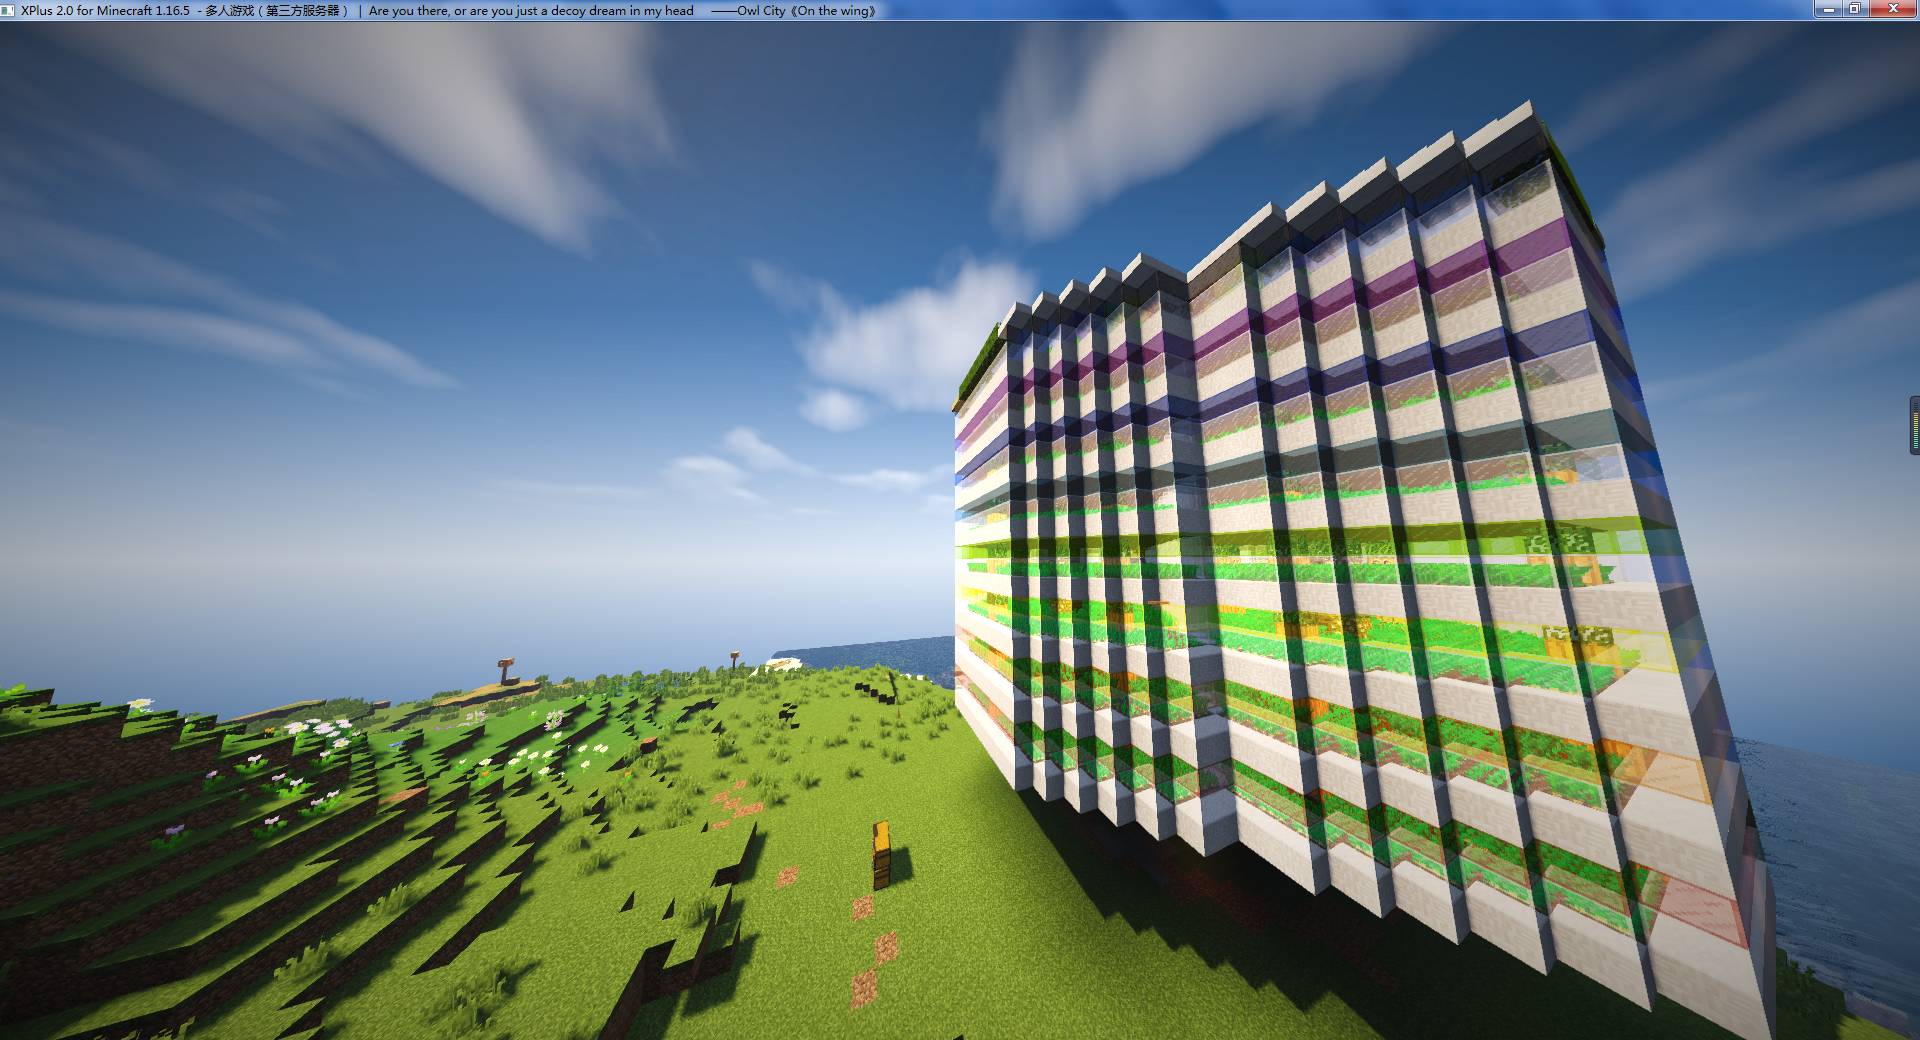 XPlus 2.0 for Minecraft 1.16.5 - 多人游戏（第三方服务器） | Are you there, or are you just a decoy dream in my head ——Owl City《On the wing》